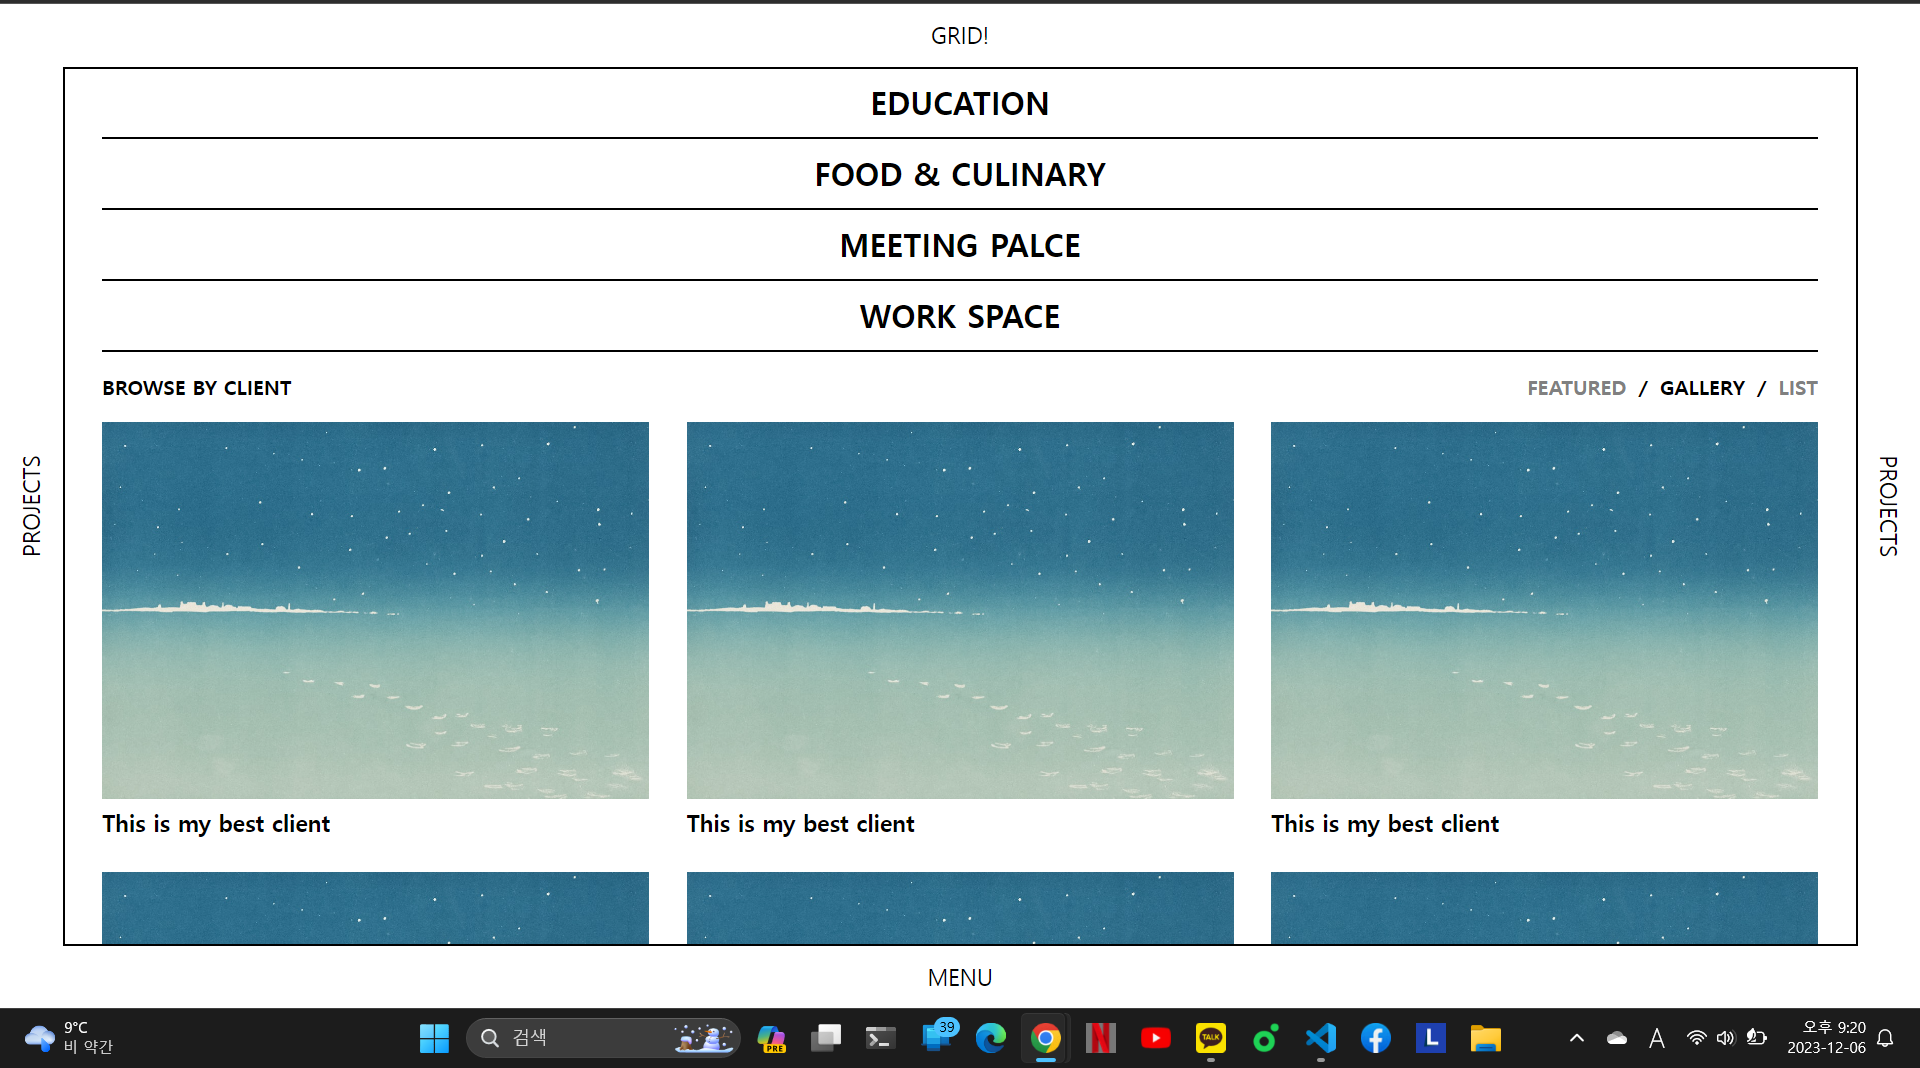 GRID!
EDUCATION
FOOD & CULINARY
MEETING PALCE
WORK SPACE
BROWSE BY CLIENT
FEATURED / GALLERY / LIST
PROJECTS
PROJECTS
This is my best client
This is my best client
This is my best client
MENU
9°C
비 약간
검색
PRE
39
N
TALK
L
A
오후 9:20
2023-12-06